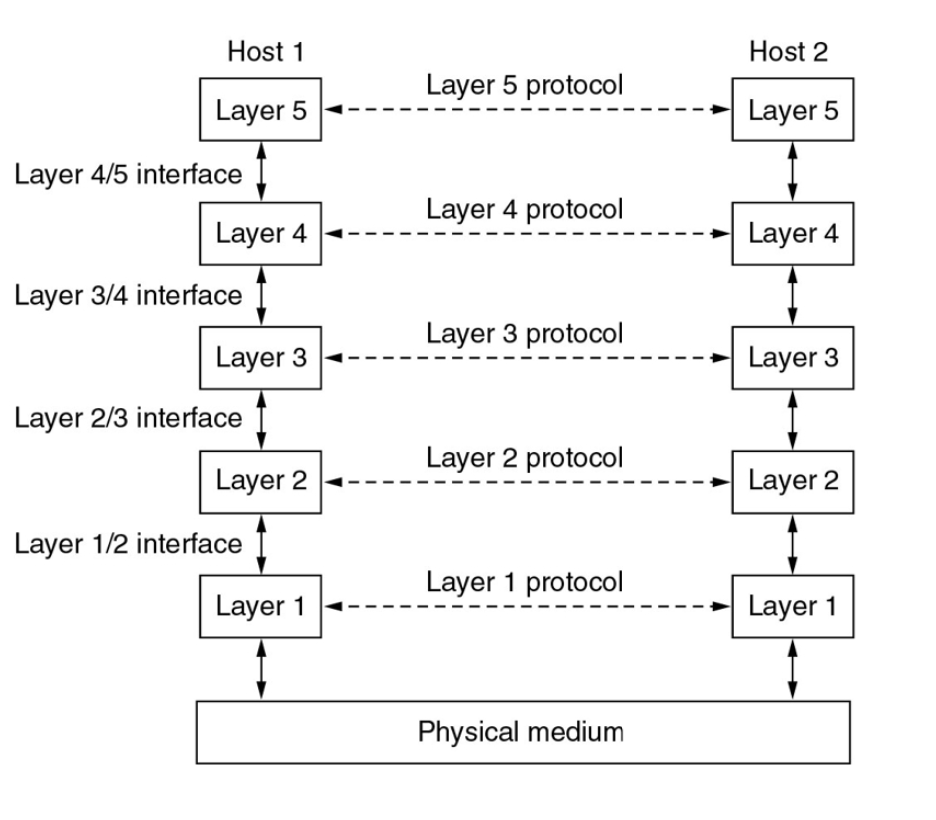 Host 1
Host 2
Layer 5 protocol
Layer 5
Layer 5
Layer 4/5 interface
Layer 4 protocol
Layer 4
Layer 4
Layer 3/4 interface
Layer 3 protocol
Layer 3
Layer 3
Layer 2/3 interface
Layer 2 protocol
Layer 2
Layer 2
Layer 1/2 interface
Layer 1 protocol
Layer 1
Layer 1
Physical medium